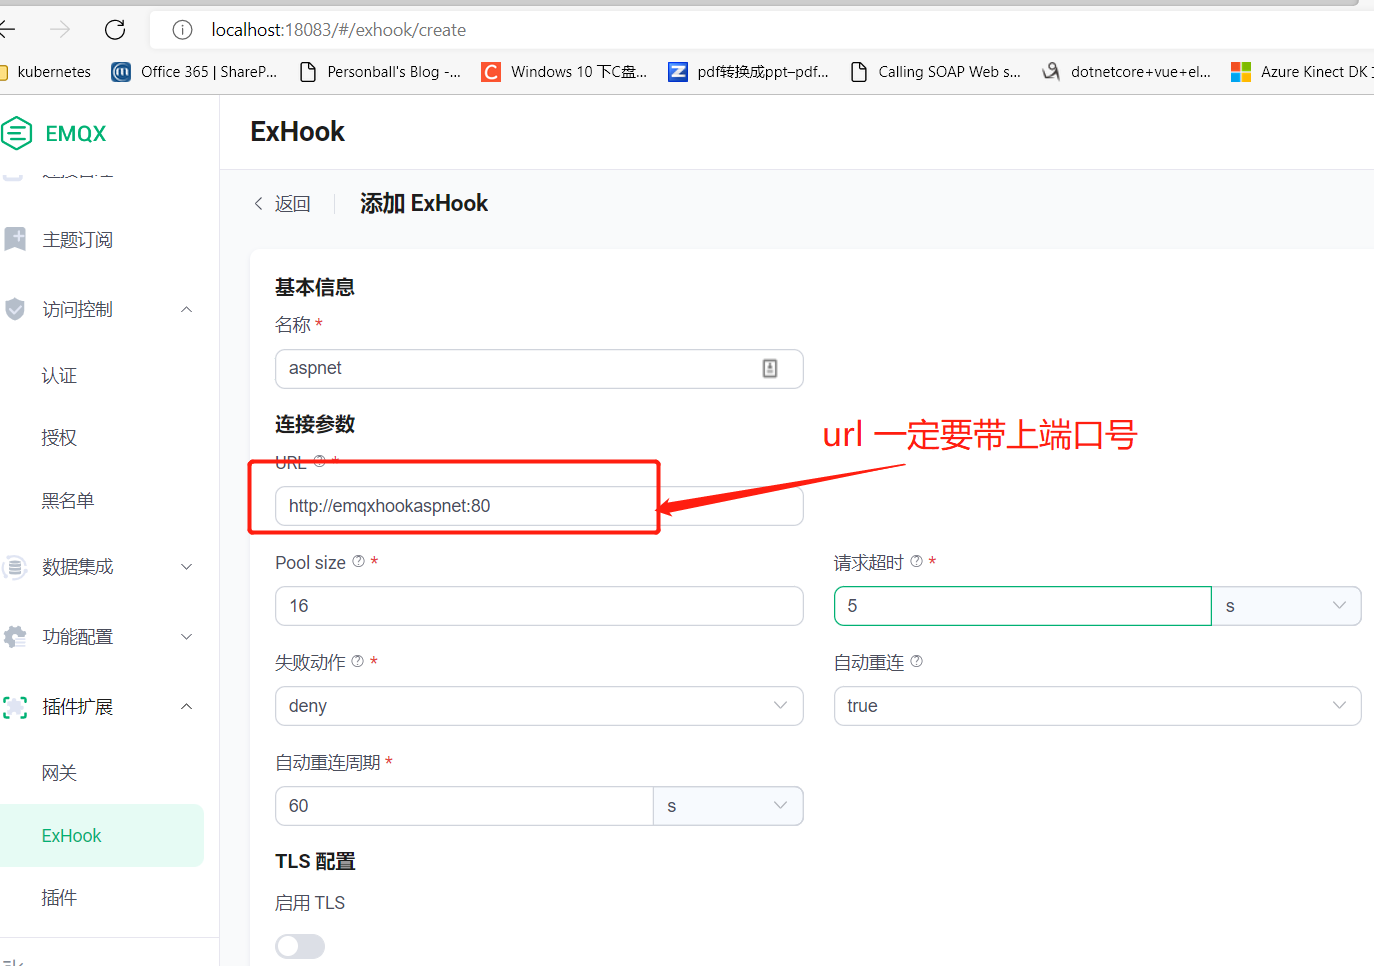 localhost:18083/#/exhook/create
kubernetes
Office 365 | ShareP...
Personball's Blog -...
Windows 10 下C盘...
pdf转换成ppt–pdf...
Calling SOAP Web s...
dotnetcore+vue+el...
Azure Kinect DK
EMQX
ExHook
返回
添加 ExHook
主题订阅
访问控制
认证
授权
黑名单
数据集成
功能配置
插件扩展
网关
ExHook
插件
基本信息
名称 *
aspnet
连接参数
url 一定要带上端口号
URL *
http://emqxhookaspnet:80
Pool size *
16
请求超时 *
5
s
失败动作 *
deny
自动重连
true
自动重连周期 *
60
s
TLS 配置
启用 TLS